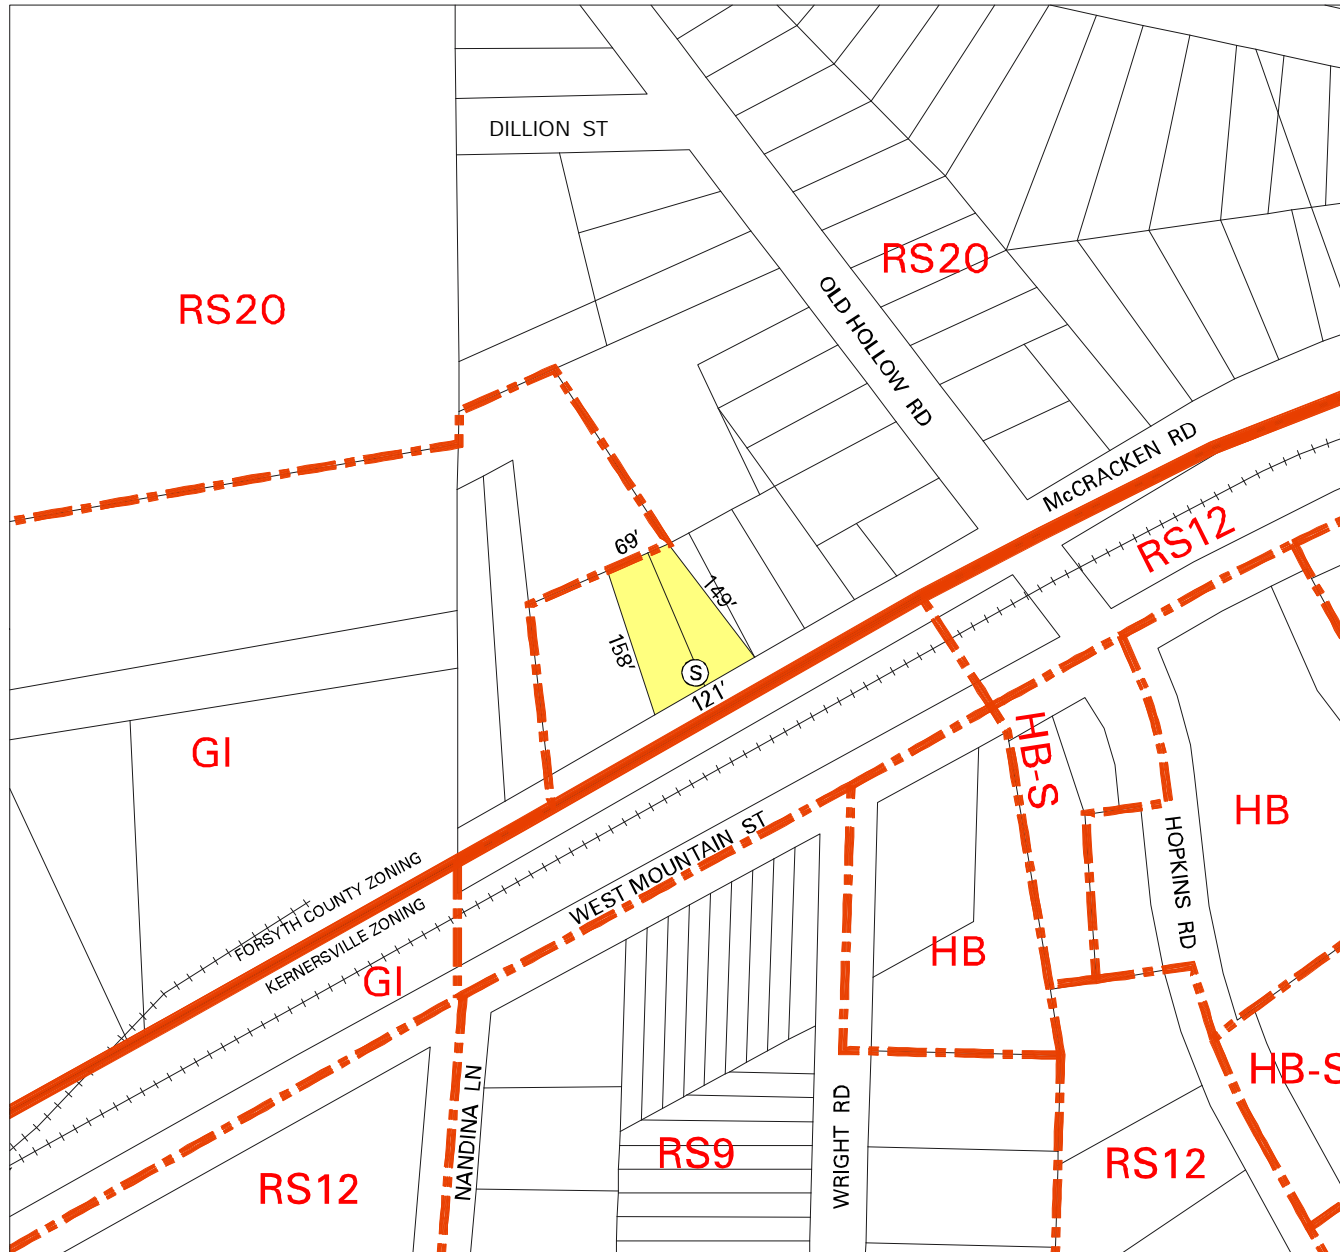 DILLION ST
RS20
RS20
OLD HOLLOW RD
McCRACKEN RD
RS12
69'
149'
158'
S
121'
HB-S
GI
HB
WEST MOUNTAIN ST
HOPKINS RD
FORSYTH COUNTY ZONING
KERNERSVILLE ZONING
GI
HB
HB-S
NANDINA LN
WRIGHT RD
RS9
RS12
RS12